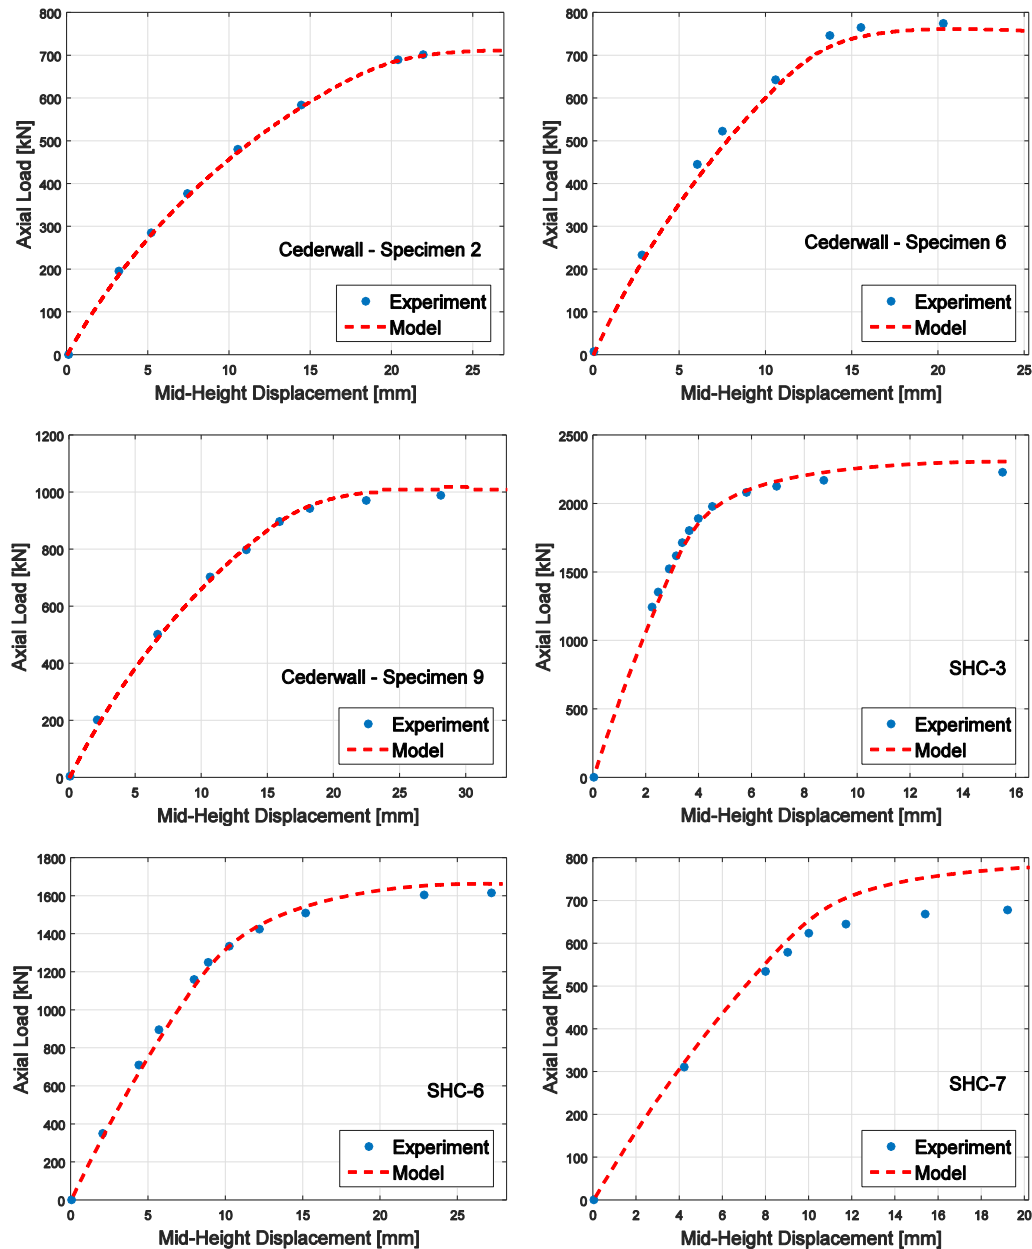 800
700
600
500
400
300
200
100
0
Axial Load [kN]
Cederwall - Specimen 2
Experiment
Model
0 5 10 15 20 25
Mid-Height Displacement [mm]
800
700
600
500
400
300
200
100
0
Axial Load [kN]
Cederwall - Specimen 6
Experiment
Model
0 5 10 15 20 25
Mid-Height Displacement [mm]
1200
1000
800
600
400
200
0
Axial Load [kN]
Cederwall - Specimen 9
Experiment
Model
0 5 10 15 20 25 30
Mid-Height Displacement [mm]
2500
2000
1500
1000
500
0
Axial Load [kN]
SHC-3
Experiment
Model
0 2 4 6 8 10 12 14 16
Mid-Height Displacement [mm]
1800
1600
1400
1200
1000
800
600
400
200
0
Axial Load [kN]
SHC-6
Experiment
Model
0 5 10 15 20 25
Mid-Height Displacement [mm]
800
700
600
500
400
300
200
100
0
Axial Load [kN]
SHC-7
Experiment
Model
0 2 4 6 8 10 12 14 16 18 20
Mid-Height Displacement [mm]